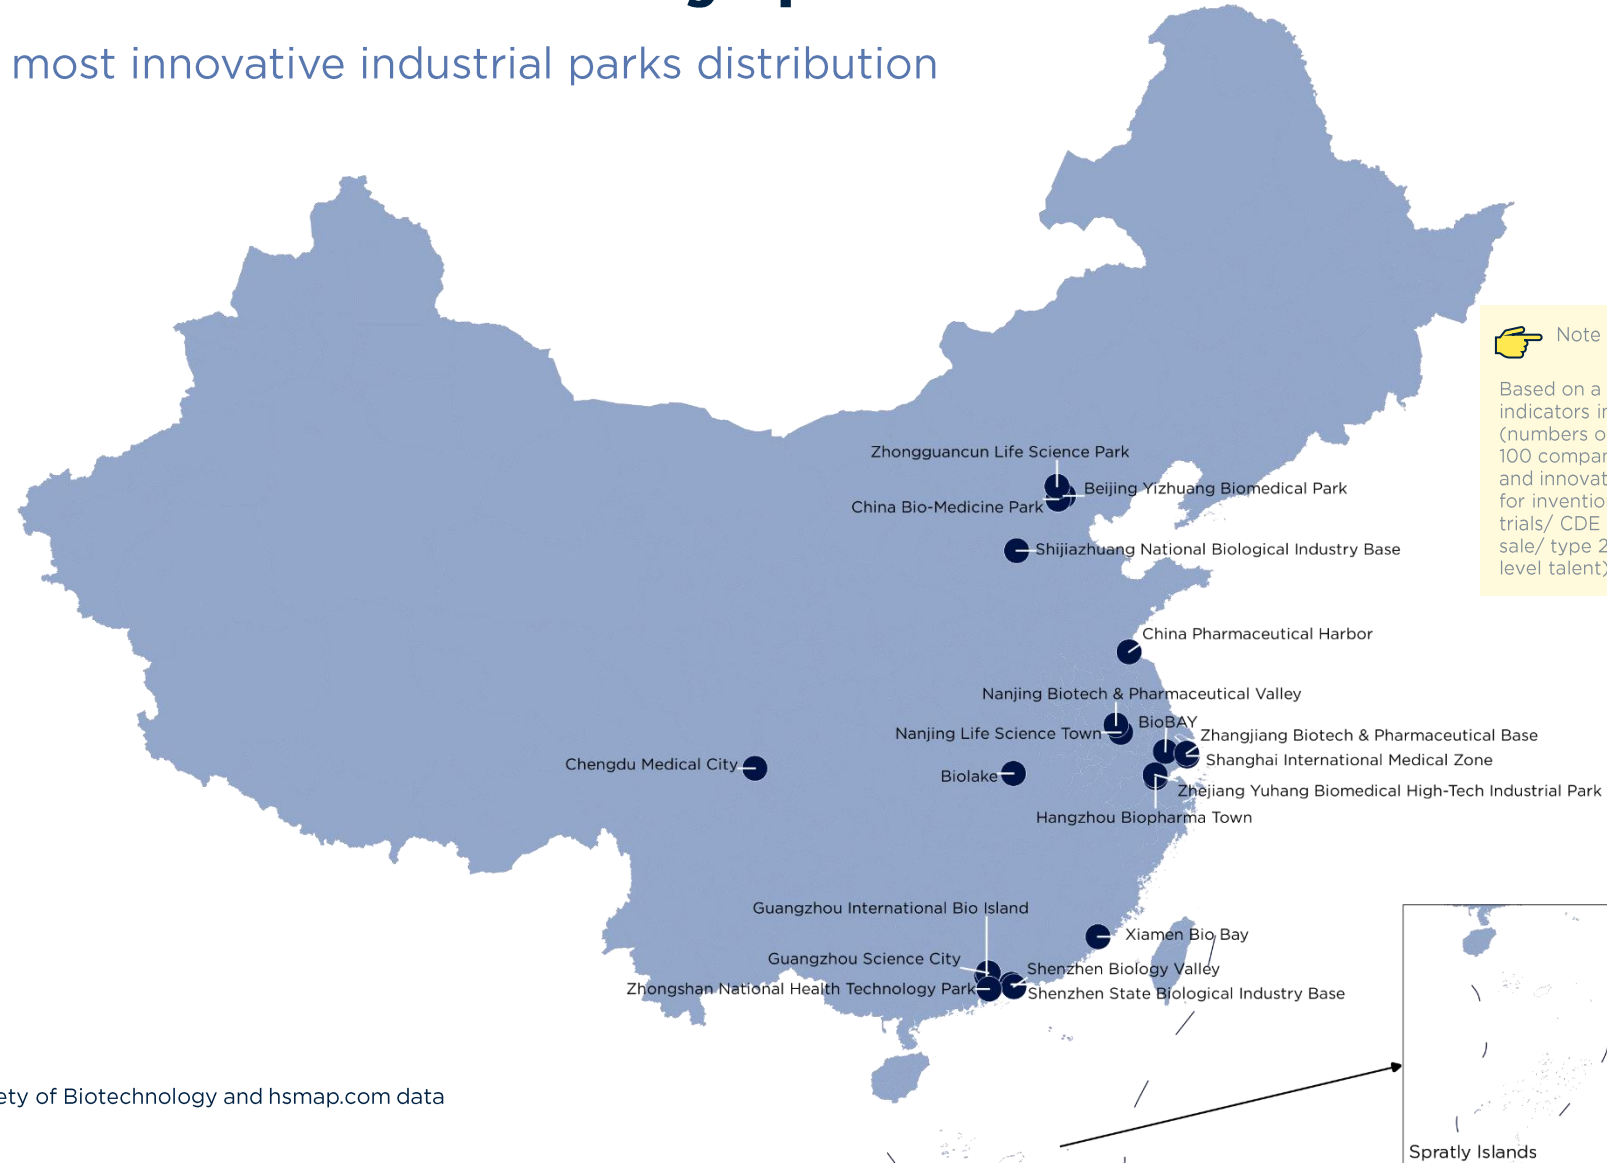 most innovative industrial parks distribution
Note
Based on a
indicators
(numbers
100
and
for
trials/ CDE
sale/ type 2
level talent)
Zhongguancun Life Science Park
Beijing Yizhuang Biomedical Park
China Bio-Medicine Park
Shijiazhuang National Biological Industry Base
China Pharmaceutical Harbor
Nanjing Biotech & Pharmaceutical Valley
BioBAY
Nanjing Life Science Town
Zhangjiang Biotech & Pharmaceutical Base
Shanghai International Medical Zone
Chengdu Medical City
Biolake
Zhejiang Yuhang Biomedical High-Tech Industrial Park
Hangzhou Biopharma Town
Guangzhou International Bio Island
Xiamen Bio Bay
Guangzhou Science City
Shenzhen Biology Valley
Zhongshan National Health Technology Park
Shenzhen State Biological Industry Base
of Biotechnology and hsmap.com data
Spratly Islands